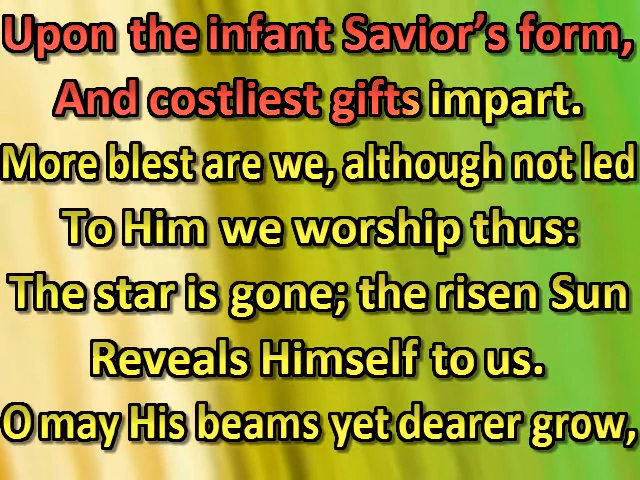 Upon the infant Savior’s form,
And costliest gifts impart.
More blest are we, although not led
To Him we worship thus:
The star is gone; the risen Sun
Reveals Himself to us.
O may His beams yet dearer grow,